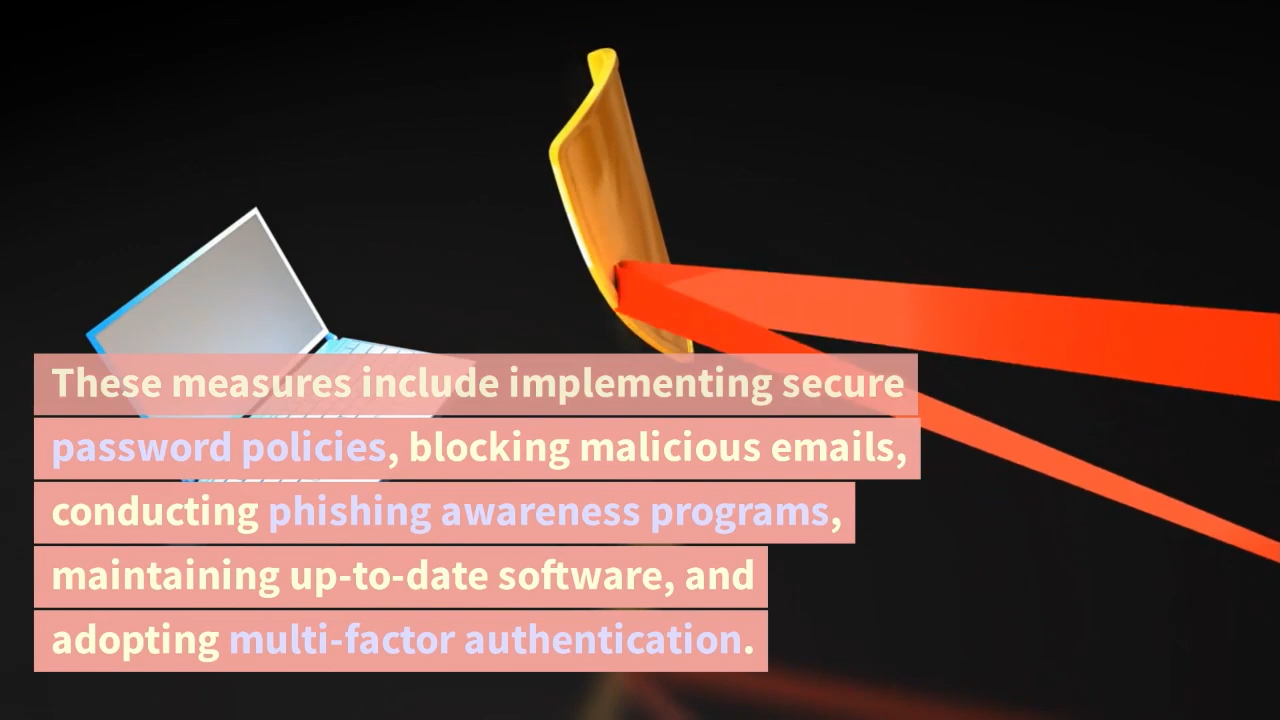 These measures include implementing secure
password policies, blocking malicious emails,
conducting phishing awareness programs,
maintaining up-to-date software, and
adopting multi-factor authentication.